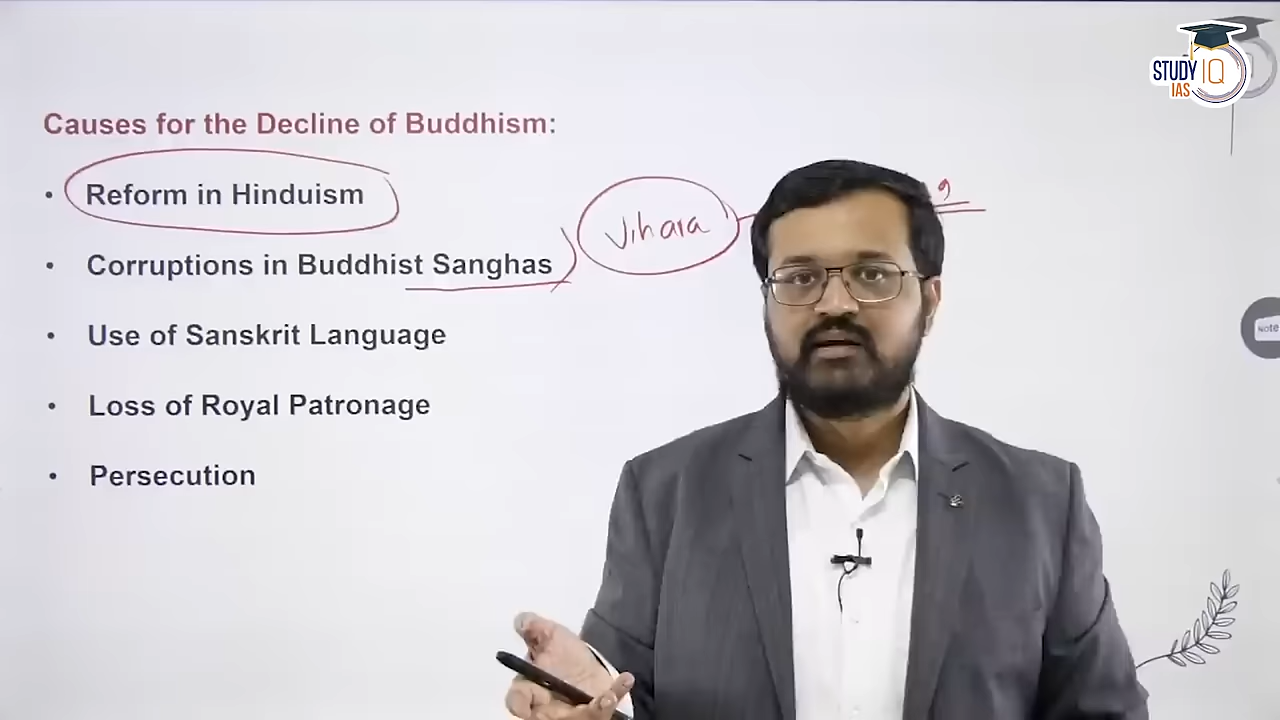 STUDY IQ
IAS
Causes for the Decline of Buddhism:
• Reform in Hinduism
Vihara
• Corruptions in Buddhist Sanghas
• Use of Sanskrit Language
Note
• Loss of Royal Patronage
• Persecution